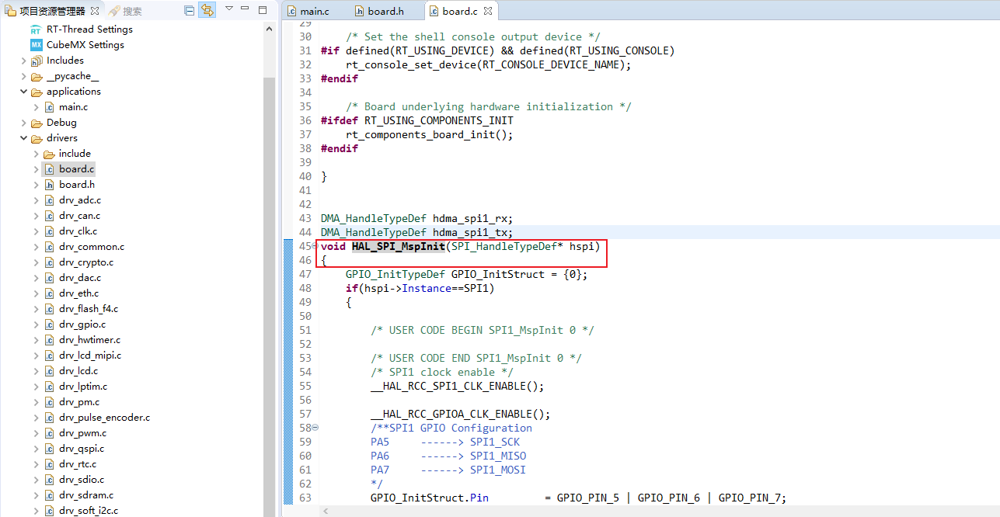 项目资源管理器
搜索
RT-Thread Settings
CubeMX Settings
Includes
__pycache__
applications
main.c
Debug
drivers
include
board.c
board.h
drv_adc.c
drv_can.c
drv_clk.c
drv_common.c
drv_crypto.c
drv_dac.c
drv_eth.c
drv_flash_f4.c
drv_gpio.c
drv_hwtimer.c
drv_lcd_mipi.c
drv_lcd.c
drv_lptim.c
drv_pm.c
drv_pulse_encoder.c
drv_pwm.c
drv_qspi.c
drv_rtc.c
drv_sdio.c
drv_sdram.c
drv_soft_i2c.c
main.c board.h board.c
29
30 /* Set the shell console output device */
31 #if defined(RT_USING_DEVICE) && defined(RT_USING_CONSOLE)
32 rt_console_set_device(RT_CONSOLE_DEVICE_NAME);
33 #endif
34
35 /* Board underlying hardware initialization */
36 #ifdef RT_USING_COMPONENTS_INIT
37 rt_components_board_init();
38 #endif
39
40 }
41
42
43 DMA_HandleTypeDef hdma_spi1_rx;
44 DMA_HandleTypeDef hdma_spi1_tx;
45 void HAL_SPI_MspInit(SPI_HandleTypeDef* hspi)
46 {
47 GPIO_InitTypeDef GPIO_InitStruct = {0};
48 if(hspi->Instance==SPI1)
49 {
50
51 /* USER CODE BEGIN SPI1_MspInit 0 */
52
53 /* USER CODE END SPI1_MspInit 0 */
54 /* SPI1 clock enable */
55 __HAL_RCC_SPI1_CLK_ENABLE();
56
57 __HAL_RCC_GPIOA_CLK_ENABLE();
58 /**SPI1 GPIO Configuration
59 PA5 ------> SPI1_SCK
60 PA6 ------> SPI1_MISO
61 PA7 ------> SPI1_MOSI
62 */
63 GPIO_InitStruct.Pin = GPIO_PIN_5 | GPIO_PIN_6 | GPIO_PIN_7;